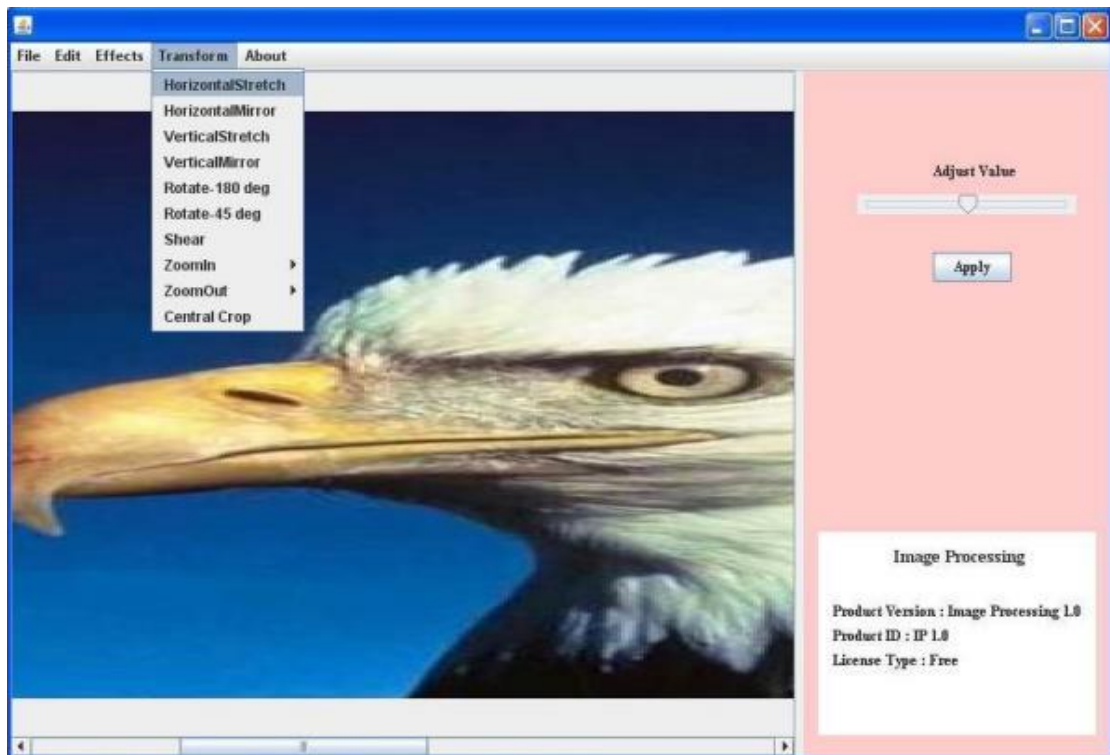 File Edit Effects Transform About
HorizontalStretch
HorizontalMirror
VerticalStretch
VerticalMirror
Rotate-180 deg
Rotate-45 deg
Shear
ZoomIn
ZoomOut
Central Crop
Adjust Value
Apply
Image Processing
Product Version : Image Processing 1.0
Product ID : IP 1.0
License Type : Free